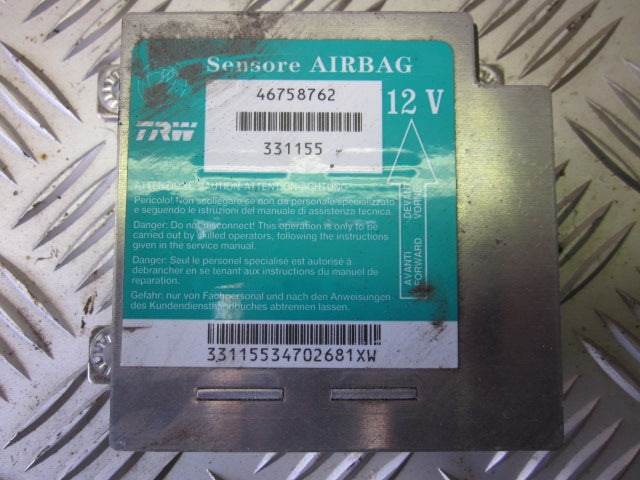 Sensore AIRBAG
46758762
12 V
TRW
331155
ATTENZIONE-CAUTION-ATTENTION-ACHTUNG
Pericolo! Non scollegare se non da personale specializzato
e seguendo le istruzioni del manuale di assistenza tecnica.
Danger: Do not disconnect! This operation is only to be
carried out by skilled operators, following the instructions
given in the service manual.
Danger: Seul le personel specialisé est autorisé a
débrancher en se tenant aux instructions du manuel de
reparation.
Gefahr: nur von Fachpersonal und nach den Anweisungen
des Kundendiensthandbuches abtrennen lassen.
AVANTI DEVANT
FORWARD VORNE
33115534702681XW